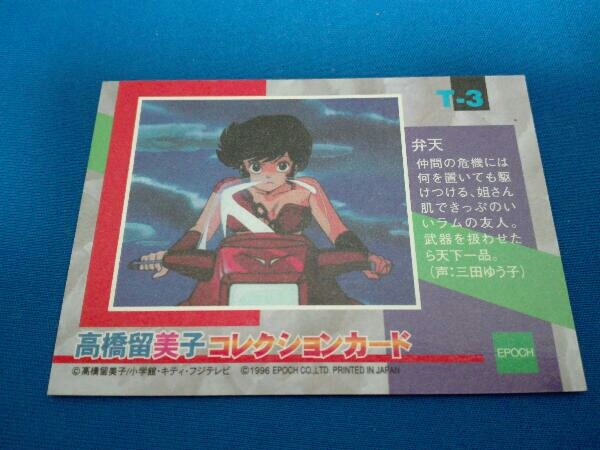 T-3
弁天
仲間の危機には
何を置いても駆
けつける、姐さん
肌できっぷのい
いラムの友人。
武器を扱わせた
ら天下一品。
（声：三田ゆう子）
高橋留美子コレクションカード
EPOCH
©高橋留美子/小学館・キティ・フジテレビ ©1996 EPOCH CO.,LTD. PRINTED IN JAPAN